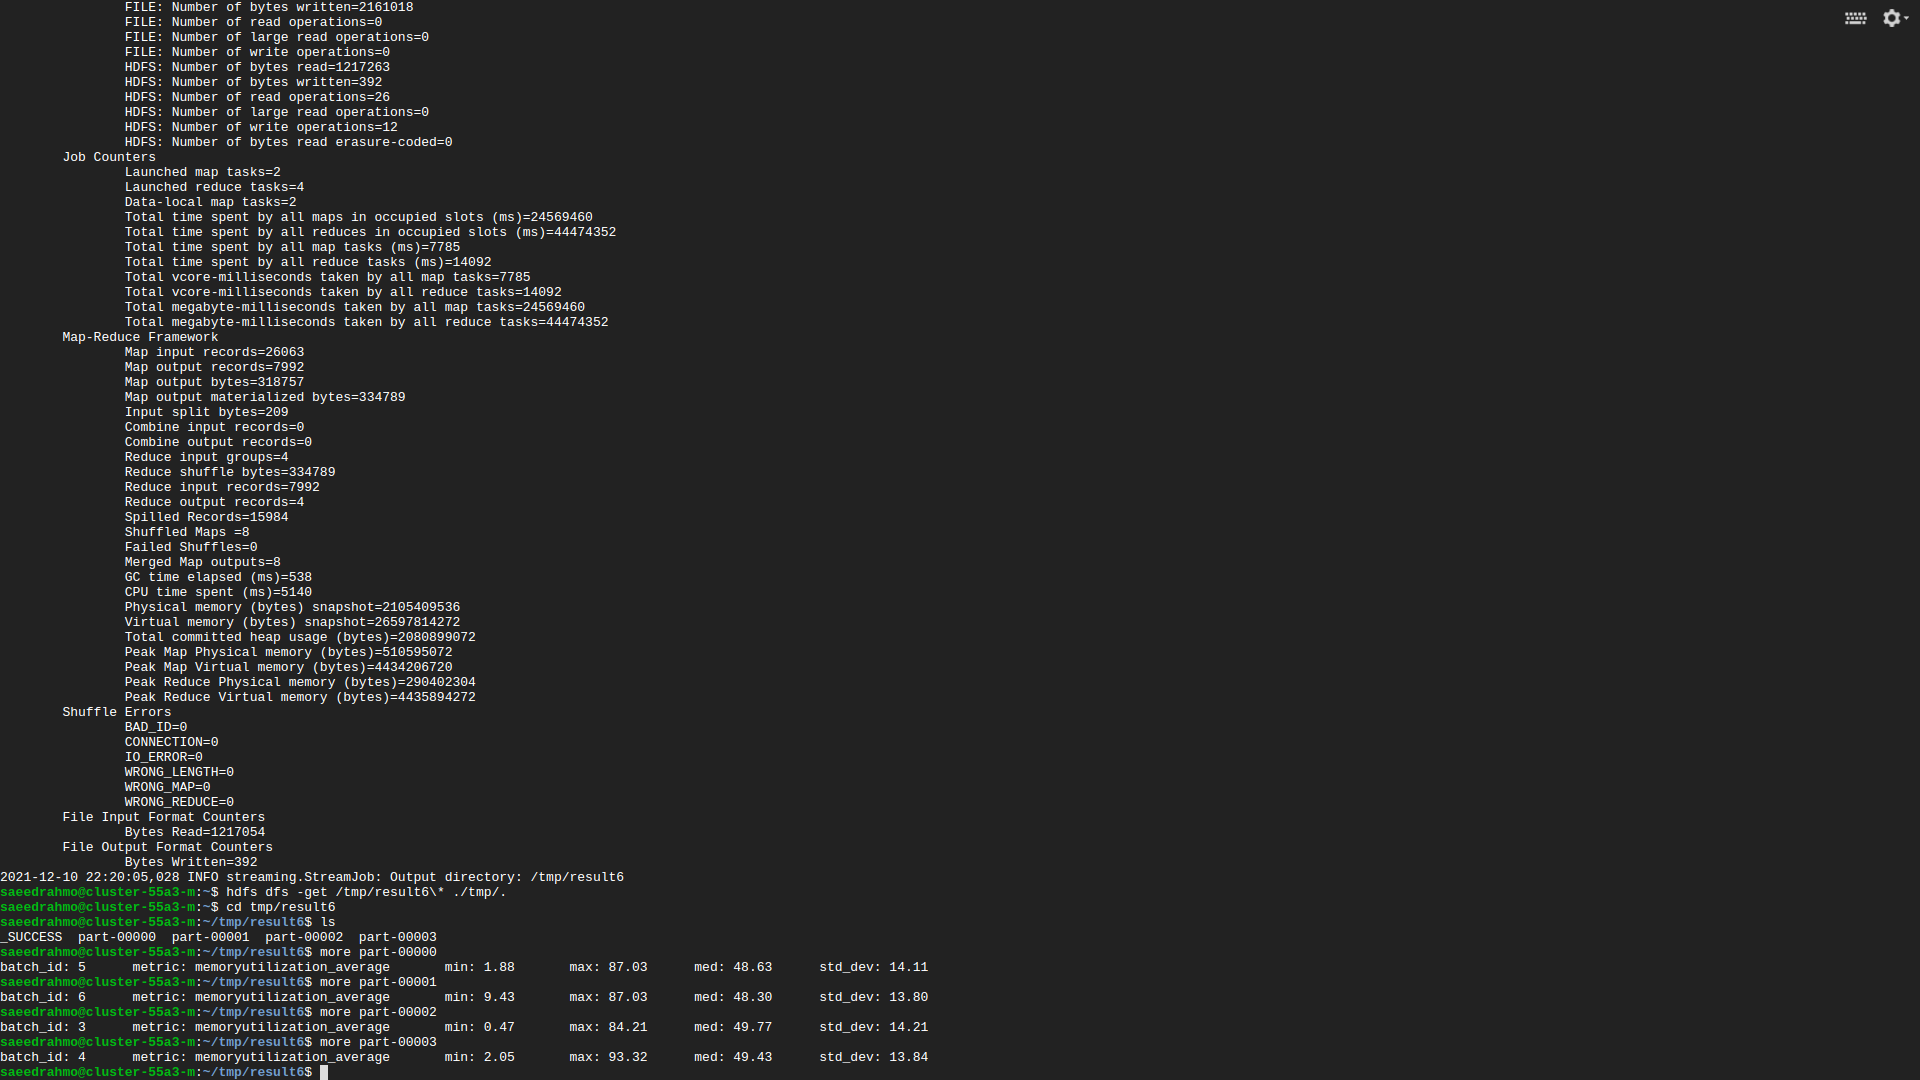 FILE: Number of bytes written=2161018
FILE: Number of read operations=0
FILE: Number of large read operations=0
FILE: Number of write operations=0
HDFS: Number of bytes read=1217263
HDFS: Number of bytes written=392
HDFS: Number of read operations=26
HDFS: Number of large read operations=0
HDFS: Number of write operations=12
HDFS: Number of bytes read erasure-coded=0
Job Counters
Launched map tasks=2
Launched reduce tasks=4
Data-local map tasks=2
Total time spent by all maps in occupied slots (ms)=24569460
Total time spent by all reduces in occupied slots (ms)=44474352
Total time spent by all map tasks (ms)=7785
Total time spent by all reduce tasks (ms)=14092
Total vcore-milliseconds taken by all map tasks=7785
Total vcore-milliseconds taken by all reduce tasks=14092
Total megabyte-milliseconds taken by all map tasks=24569460
Total megabyte-milliseconds taken by all reduce tasks=44474352
Map-Reduce Framework
Map input records=26063
Map output records=7992
Map output bytes=318757
Map output materialized bytes=334789
Input split bytes=209
Combine input records=0
Combine output records=0
Reduce input groups=4
Reduce shuffle bytes=334789
Reduce input records=7992
Reduce output records=4
Spilled Records=15984
Shuffled Maps =8
Failed Shuffles=0
Merged Map outputs=8
GC time elapsed (ms)=538
CPU time spent (ms)=5140
Physical memory (bytes) snapshot=2105409536
Virtual memory (bytes) snapshot=26597814272
Total committed heap usage (bytes)=2080899072
Peak Map Physical memory (bytes)=510595072
Peak Map Virtual memory (bytes)=4434206720
Peak Reduce Physical memory (bytes)=290402304
Peak Reduce Virtual memory (bytes)=4435894272
Shuffle Errors
BAD_ID=0
CONNECTION=0
IO_ERROR=0
WRONG_LENGTH=0
WRONG_MAP=0
WRONG_REDUCE=0
File Input Format Counters
Bytes Read=1217054
File Output Format Counters
Bytes Written=392
2021-12-10 22:20:05,028 INFO streaming.StreamJob: Output directory: /tmp/result6
saeedrahmo@cluster-55a3-m:~$ hdfs dfs -get /tmp/result6\* ./tmp/.
saeedrahmo@cluster-55a3-m:~$ cd tmp/result6
saeedrahmo@cluster-55a3-m:~/tmp/result6$ ls
_SUCCESS  part-00000  part-00001  part-00002  part-00003
saeedrahmo@cluster-55a3-m:~/tmp/result6$ more part-00000
batch_id: 5      metric: memoryutilization_average       min: 1.88       max: 87.03      med: 48.63      std_dev: 14.11
saeedrahmo@cluster-55a3-m:~/tmp/result6$ more part-00001
batch_id: 6      metric: memoryutilization_average       min: 9.43       max: 87.03      med: 48.30      std_dev: 13.80
saeedrahmo@cluster-55a3-m:~/tmp/result6$ more part-00002
batch_id: 3      metric: memoryutilization_average       min: 0.47       max: 84.21      med: 49.77      std_dev: 14.21
saeedrahmo@cluster-55a3-m:~/tmp/result6$ more part-00003
batch_id: 4      metric: memoryutilization_average       min: 2.05       max: 93.32      med: 49.43      std_dev: 13.84
saeedrahmo@cluster-55a3-m:~/tmp/result6$